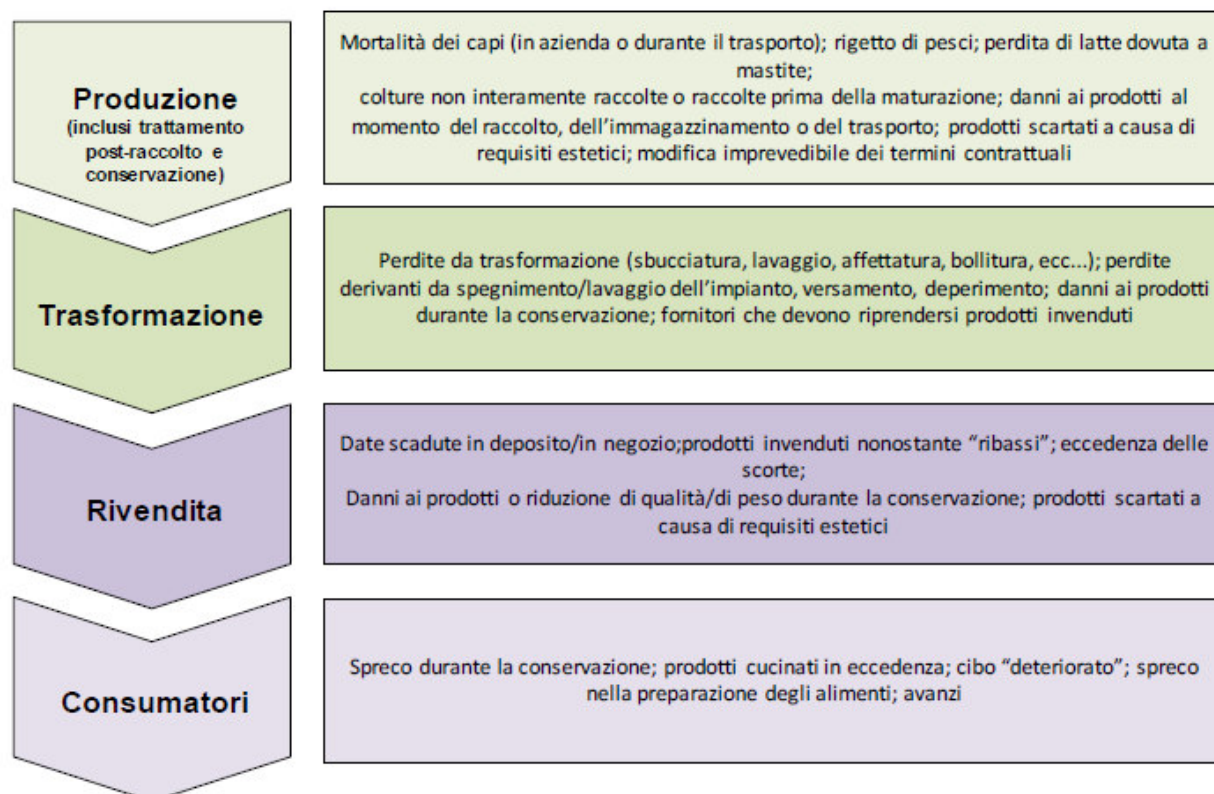 Produzione
(inclusi trattamento
post-raccolto e
conservazione)
Mortalità dei capi (in azienda o durante il trasporto); rigetto di pesci; perdita di latte dovuta a
mastite;
colture non interamente raccolte o raccolte prima della maturazione; danni ai prodotti al
momento del raccolto, dell’immagazzinamento o del trasporto; prodotti scartati a causa di
requisiti estetici; modifica imprevedibile dei termini contrattuali
Trasformazione
Perdite da trasformazione (sbucciatura, lavaggio, affettatura, bollitura, ecc...); perdite
derivanti da spegnimento/lavaggio dell’impianto, versamento, deperimento; danni ai prodotti
durante la conservazione; fornitori che devono riprendersi prodotti invenduti
Rivendita
Date scadute in deposito/in negozio;prodotti invenduti nonostante “ribassi”; eccedenza delle
scorte;
Danni ai prodotti o riduzione di qualità/di peso durante la conservazione; prodotti scartati a
causa di requisiti estetici
Consumatori
Spreco durante la conservazione; prodotti cucinati in eccedenza; cibo “deteriorato”; spreco
nella preparazione degli alimenti; avanzi